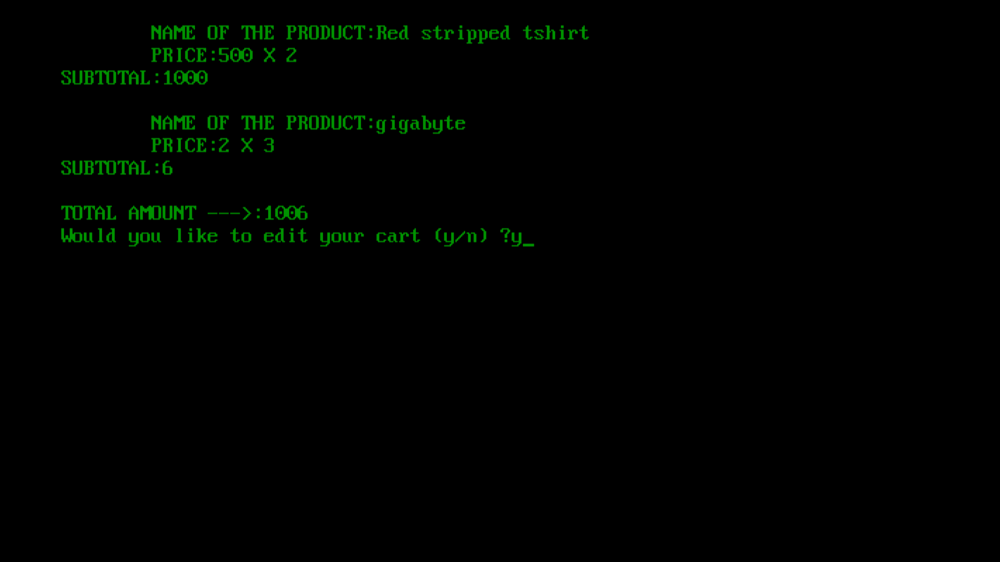 NAME OF THE PRODUCT:Red stripped tshirt
PRICE:500 X 2
SUBTOTAL:1000
NAME OF THE PRODUCT:gigabyte
PRICE:2 X 3
SUBTOTAL:6
TOTAL AMOUNT --->:1006
Would you like to edit your cart (y/n) ?y_